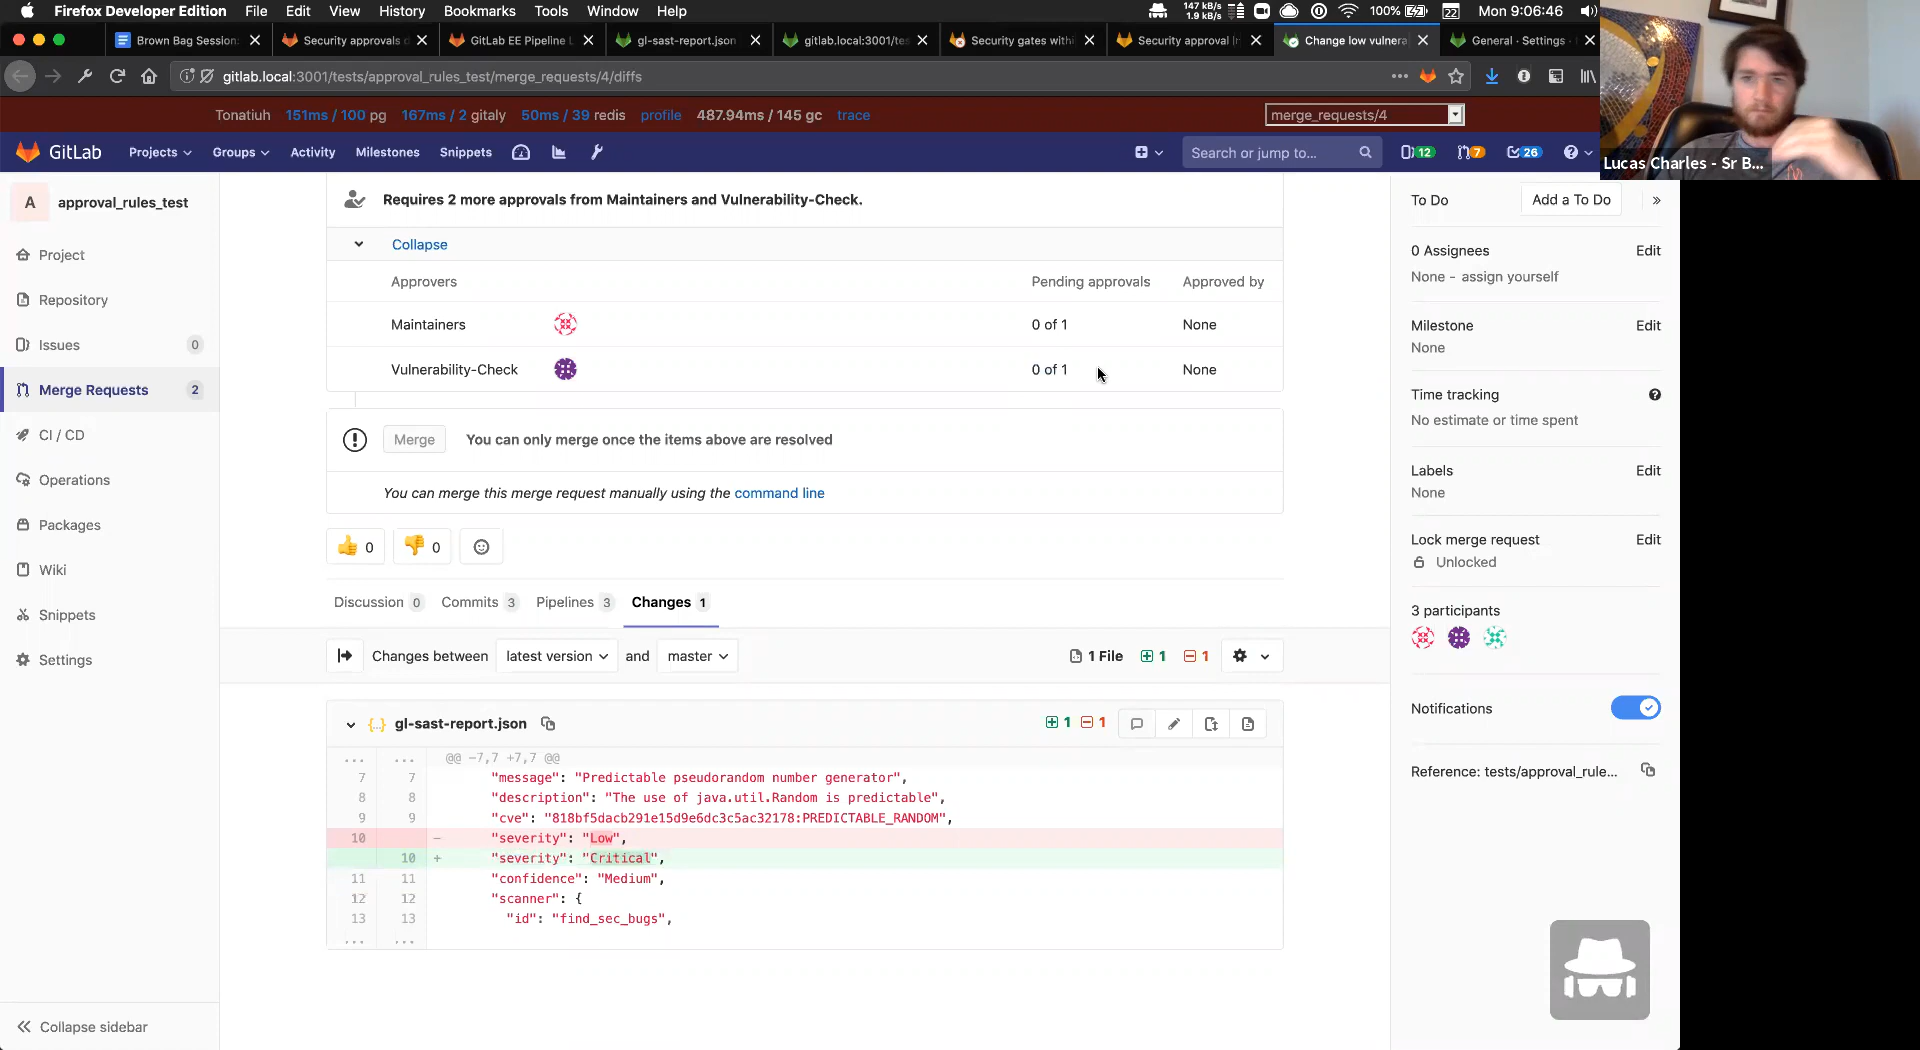 Firefox Developer Edition File Edit View History Bookmarks Tools Window Help 147 kB/s 1.9 kB/s 100% 22 Mon 9:06:46
Brown Bag Session: Security approvals GitLab EE Pipeline gl-sast-report.json gitlab.local:3001/te Security gates with Security approval Change low vulnera General · Settings ·
gitlab.local:3001/tests/approval_rules_test/merge_requests/4/diffs
Tonatiuh 151ms / 100 pg 167ms / 2 gitaly 50ms / 39 redis profile 487.94ms / 145 gc trace merge_requests/4
GitLab Projects Groups Activity Milestones Snippets Search or jump to... 12 7 26
Lucas Charles - Sr B...
A approval_rules_test
Project
Repository
Issues 0
Merge Requests 2
CI / CD
Operations
Packages
Wiki
Snippets
Settings
Collapse sidebar
Requires 2 more approvals from Maintainers and Vulnerability-Check.
Collapse
Approvers Pending approvals Approved by
Maintainers 0 of 1 None
Vulnerability-Check 0 of 1 None
Merge You can only merge once the items above are resolved
You can merge this merge request manually using the command line
0 0
Discussion 0 Commits 3 Pipelines 3 Changes 1
Changes between latest version and master 1 File 1 1
gl-sast-report.json 1 1
... ... @@ -7,7 +7,7 @@
7 7 "message": "Predictable pseudorandom number generator",
8 8 "description": "The use of java.util.Random is predictable",
9 9 "cve": "818bf5dacb291e15d9e6dc3c5ac32178:PREDICTABLE_RANDOM",
10 - "severity": "Low",
10 + "severity": "Critical",
11 11 "confidence": "Medium",
12 12 "scanner": {
13 13 "id": "find_sec_bugs",
... ...
To Do Add a To Do
0 Assignees Edit
None - assign yourself
Milestone Edit
None
Time tracking
No estimate or time spent
Labels Edit
None
Lock merge request Edit
Unlocked
3 participants
Notifications
Reference: tests/approval_rule...